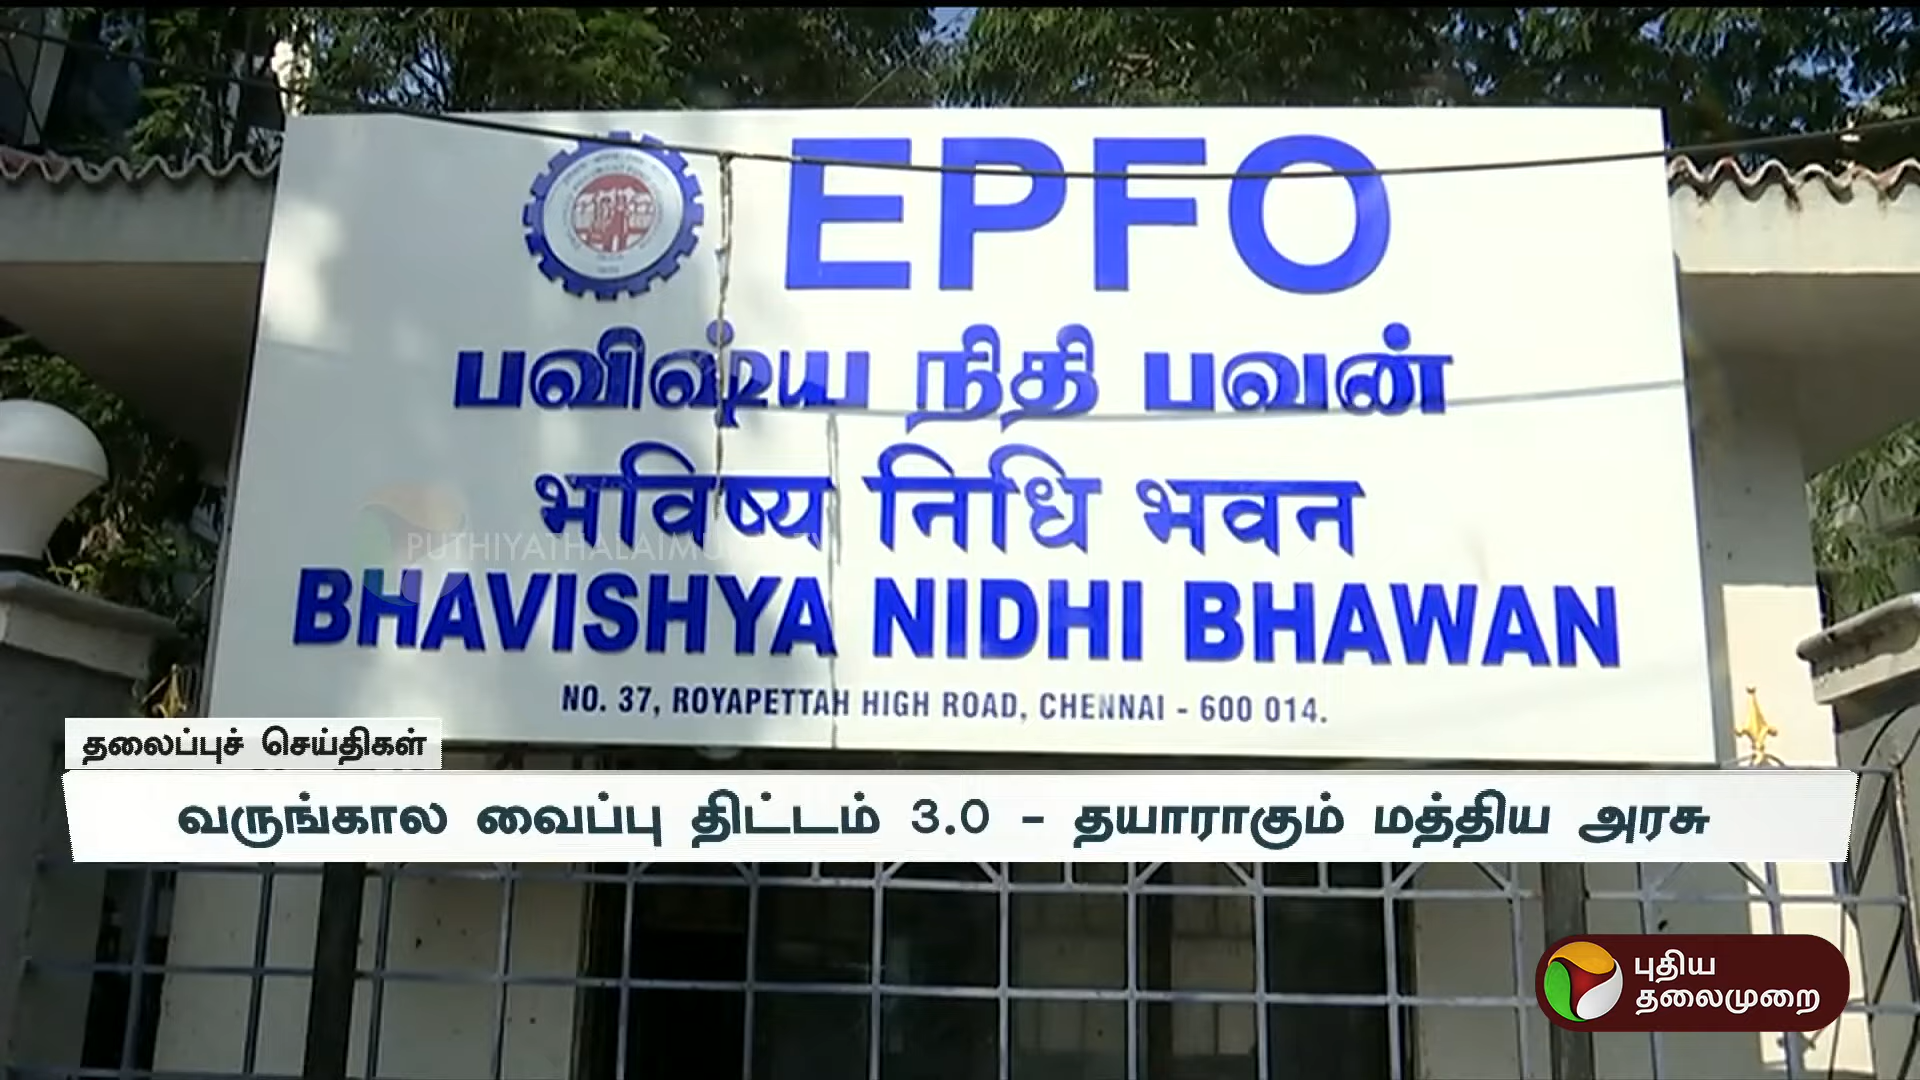 EPFO
பவிஷ்ய நிதி பவன்
भविष्य निधि भवन
PUTHIYATHALAIMU
BHAVISHYA NIDHI BHAWAN
NO. 37, ROYAPETTAH HIGH ROAD, CHENNAI - 600 014.
தலைப்புச் செய்திகள்
வருங்கால வைப்பு திட்டம் 3.0 - தயாராகும் மத்திய அரசு
புதிய
தலைமுறை